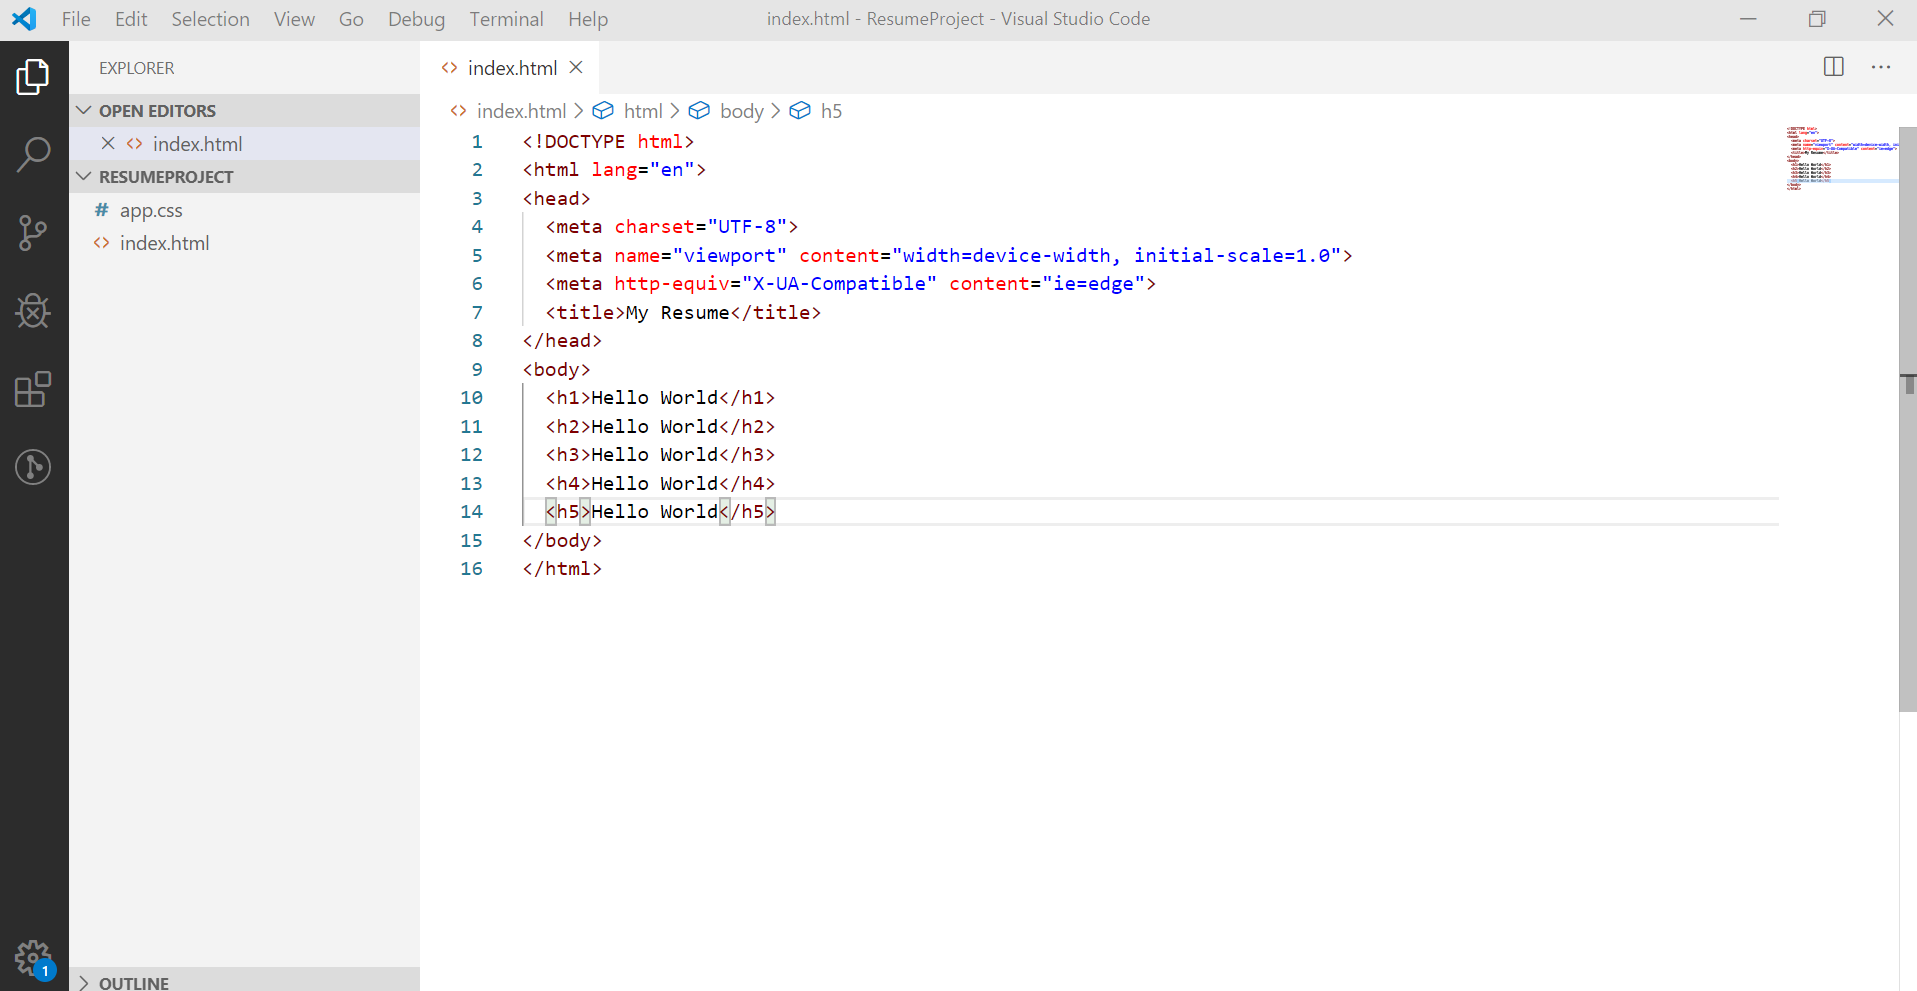 File Edit Selection View Go Debug Terminal Help index.html - ResumeProject - Visual Studio Code
EXPLORER
OPEN EDITORS
index.html
RESUMEPROJECT
# app.css
<> index.html
OUTLINE
1
<> index.html
<> index.html > html > body > h5
1 <!DOCTYPE html>
2 <html lang="en">
3 <head>
4 <meta charset="UTF-8">
5 <meta name="viewport" content="width=device-width, initial-scale=1.0">
6 <meta http-equiv="X-UA-Compatible" content="ie=edge">
7 <title>My Resume</title>
8 </head>
9 <body>
10 <h1>Hello World</h1>
11 <h2>Hello World</h2>
12 <h3>Hello World</h3>
13 <h4>Hello World</h4>
14 <h5>Hello World</h5>
15 </body>
16 </html>